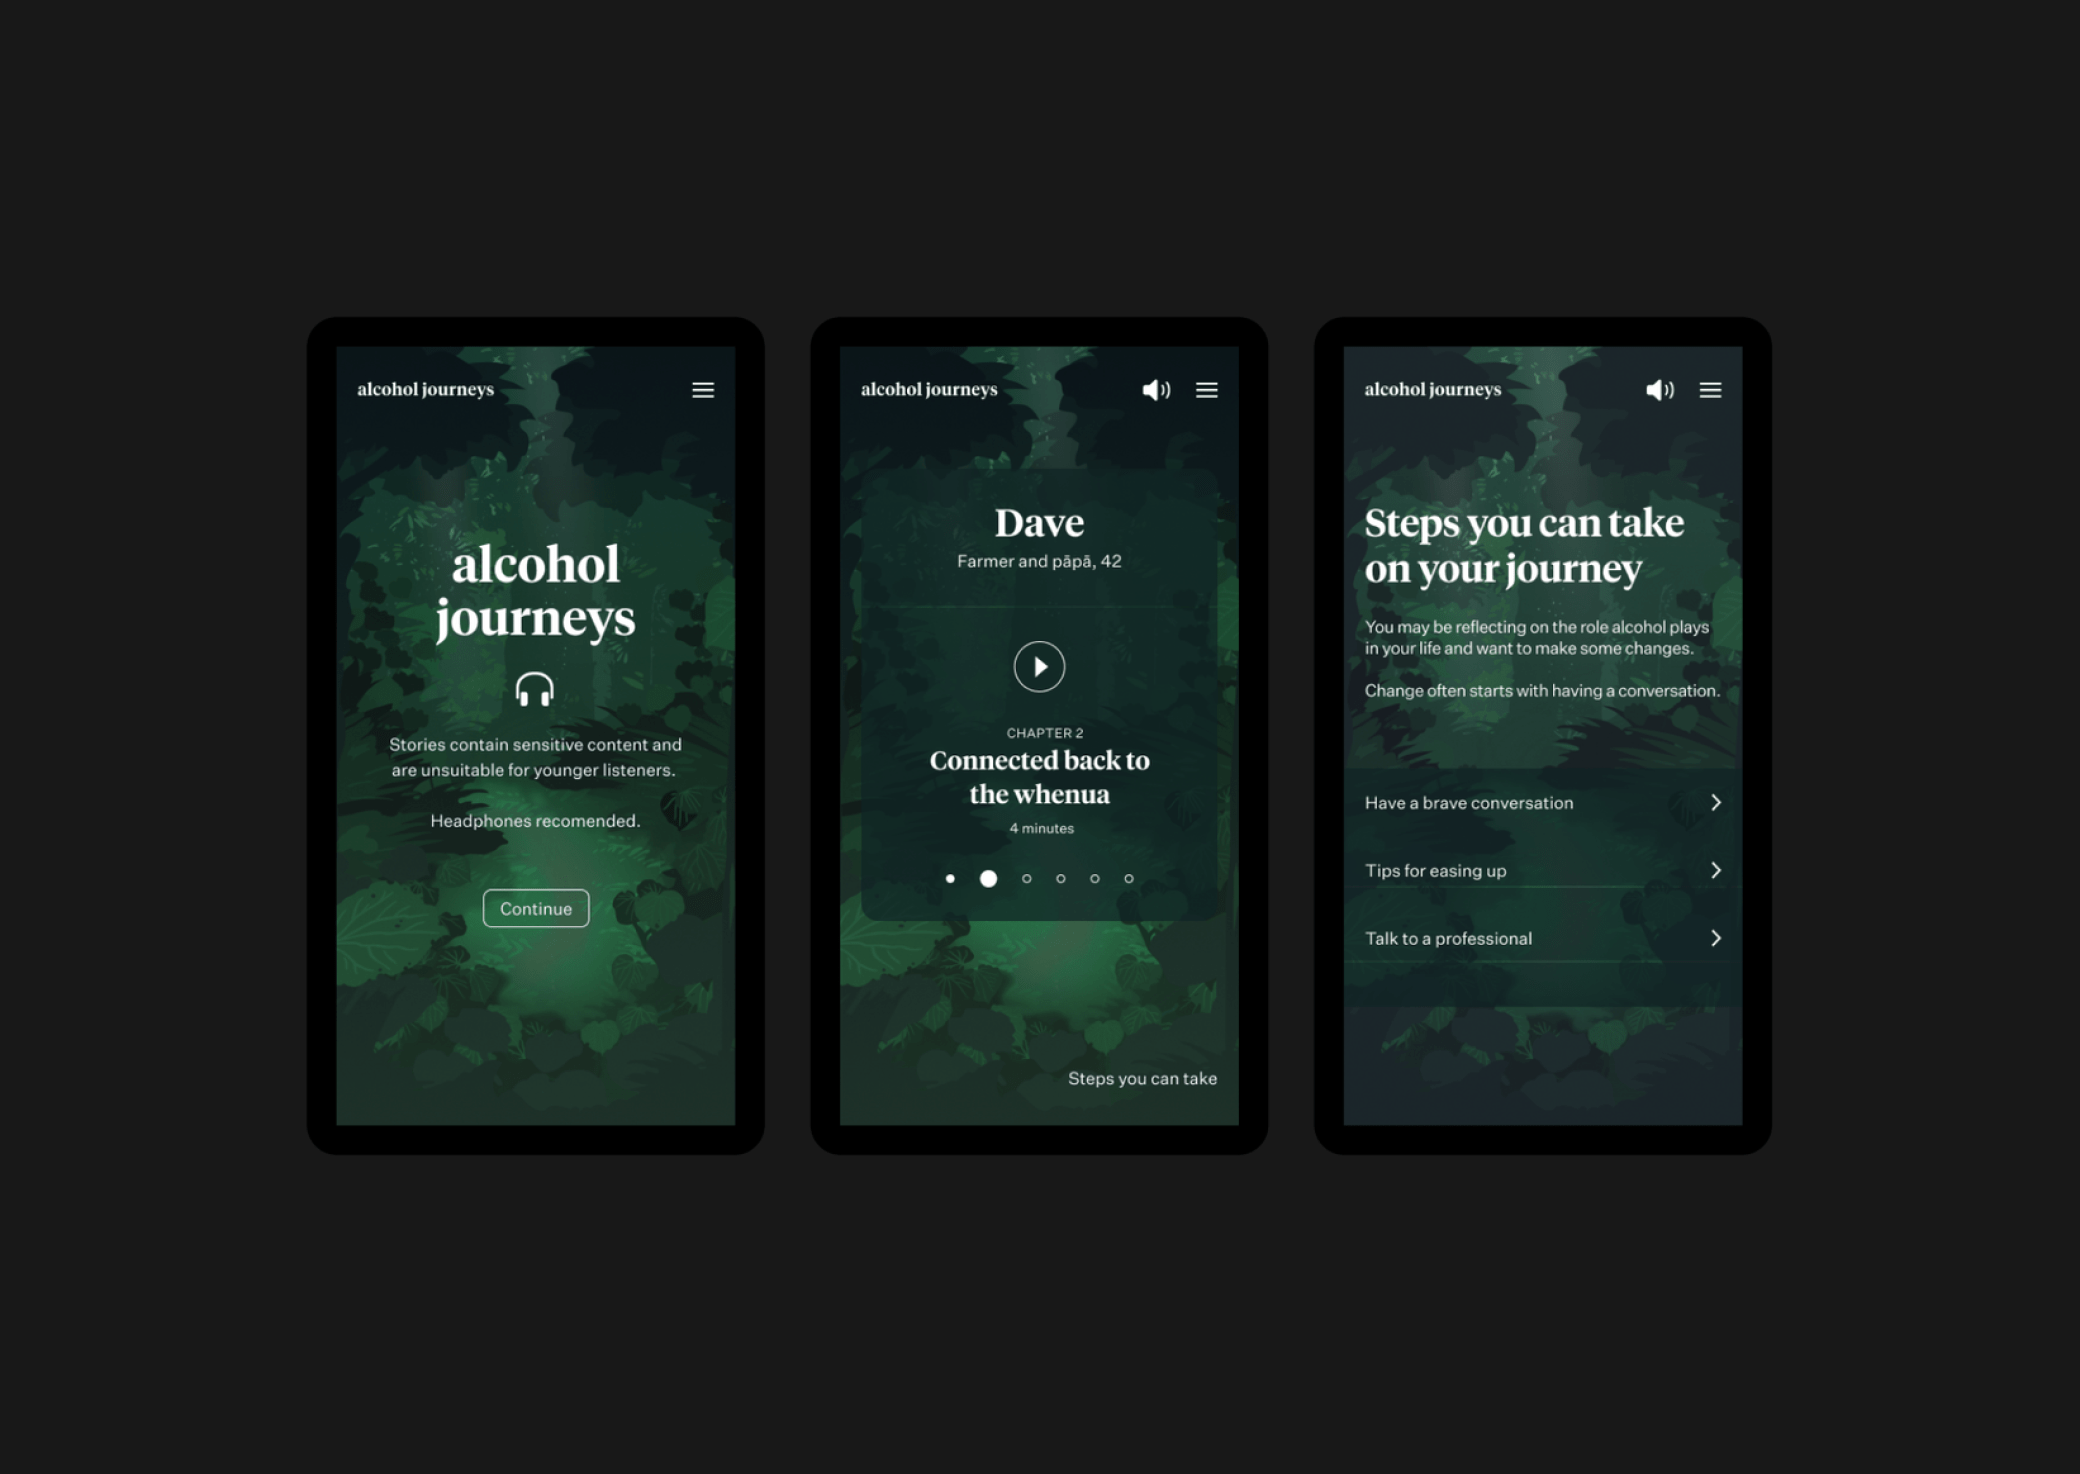 alcohol journeys
alcohol
journeys
Stories contain sensitive content and
are unsuitable for younger listeners.
Headphones recomended.
Continue
alcohol journeys
Dave
Farmer and pāpā, 42
CHAPTER 2
Connected back to
the whenua
4 minutes
Steps you can take
alcohol journeys
Steps you can take
on your journey
You may be reflecting on the role alcohol plays
in your life and want to make some changes.
Change often starts with having a conversation.
Have a brave conversation
Tips for easing up
Talk to a professional